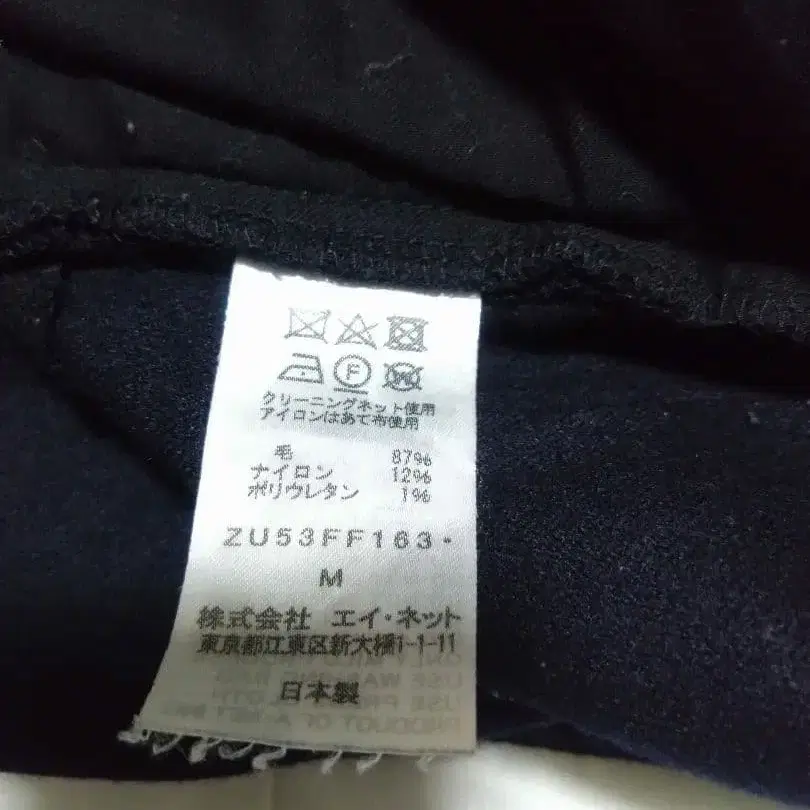 F
W
クリーニングネット使用
アイロンはあて布使用
毛 87%
ナイロン 12%
ポリウレタン 1%
ZU53FF163-
M
株式会社 エイ・ネット
東京都江東区新大橋1-1-11
日本製